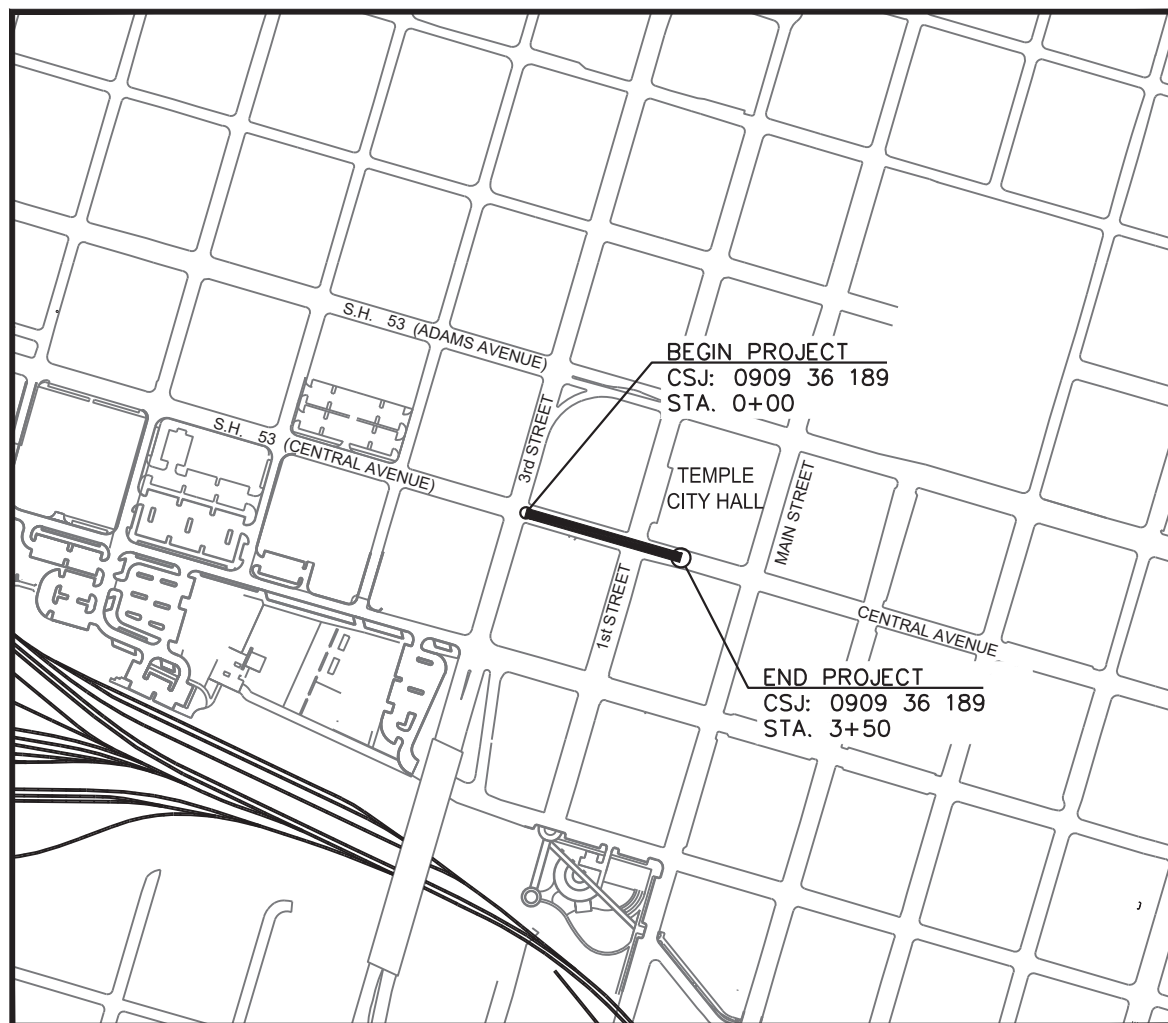 S.H. 53 (ADAMS AVENUE)
BEGIN PROJECT
CSJ: 0909 36 189
STA. 0+00
3rd STREET
S.H. 53 (CENTRAL AVENUE)
TEMPLE
CITY HALL
MAIN STREET
1st STREET
CENTRAL AVENUE
END PROJECT
CSJ: 0909 36 189
STA. 3+50